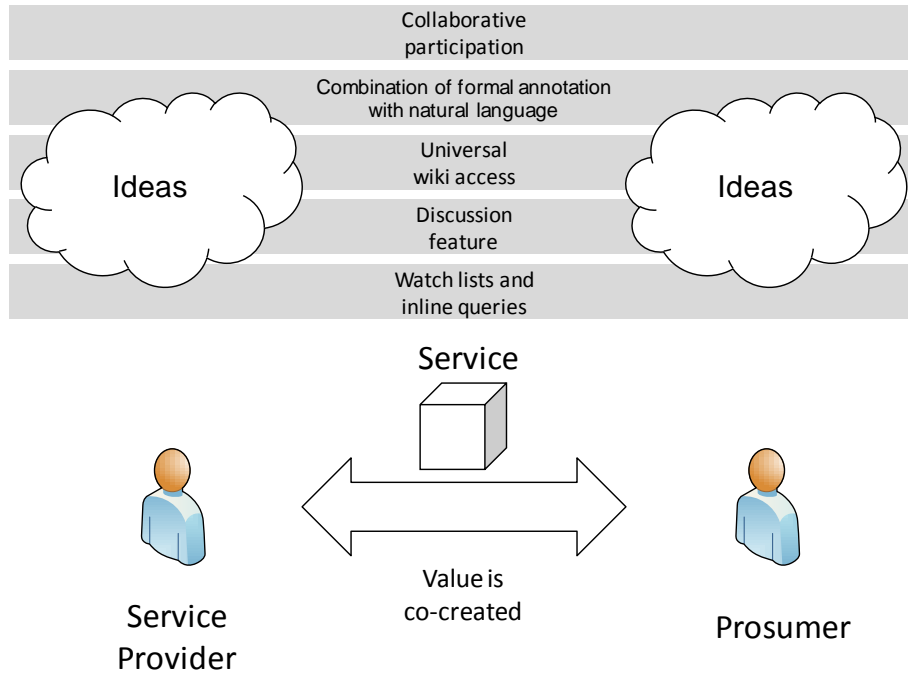 Collaborative
participation
Combination of formal annotation
with natural language
Ideas
Universal
wiki access
Ideas
Discussion
feature
Watch lists and
inline queries
Service
Value is
co-created
Service
Provider
Prosumer